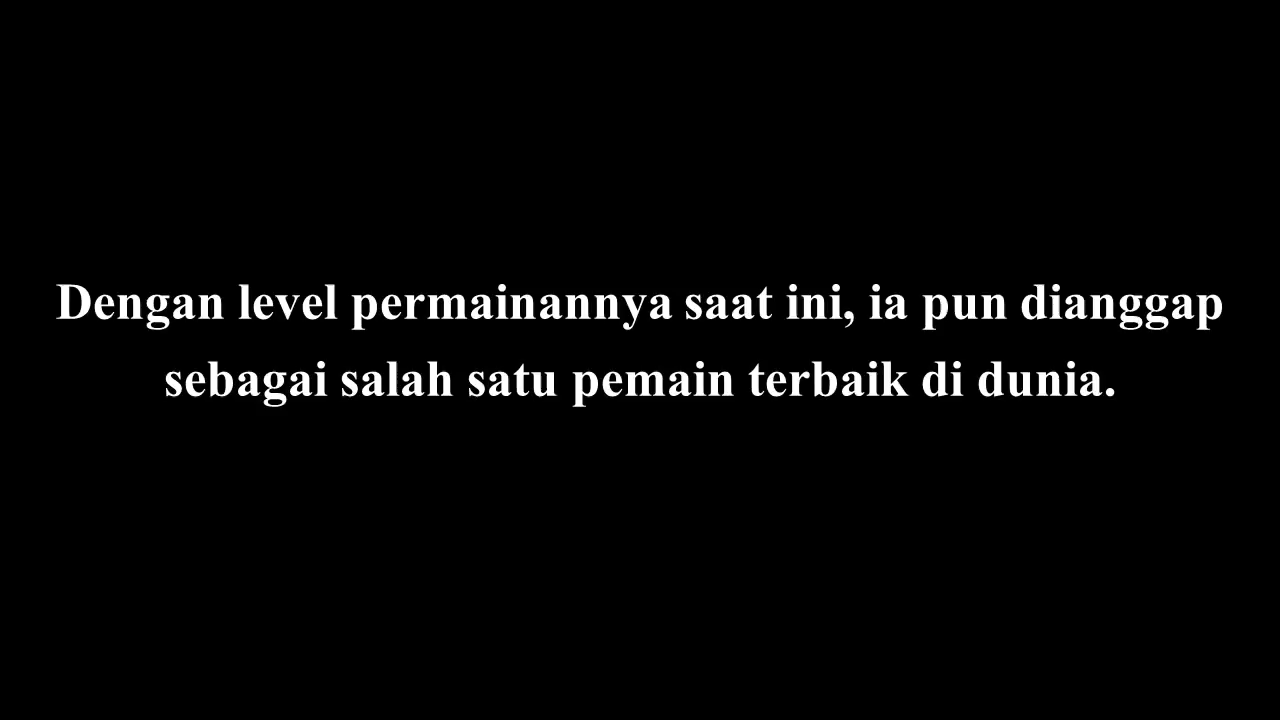 Dengan level permainannya saat ini, ia pun dianggap
sebagai salah satu pemain terbaik di dunia.